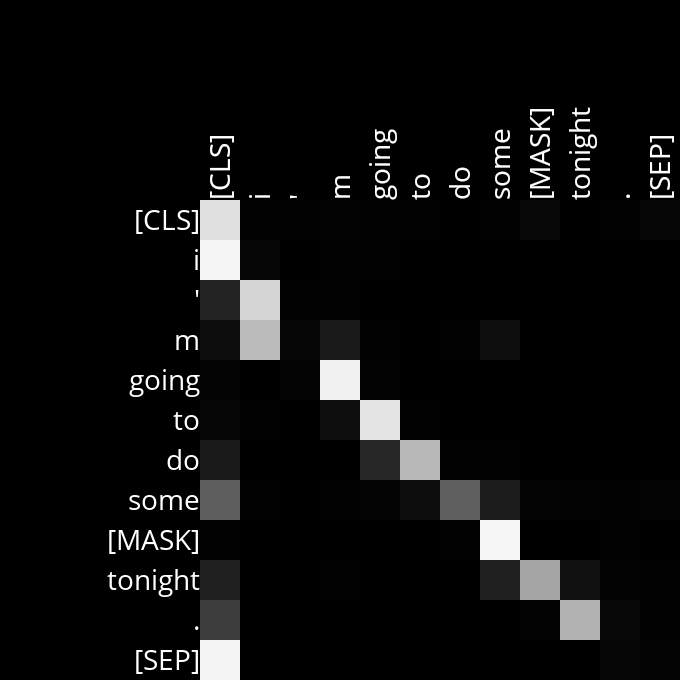 [CLS] i ' m going to do some [MASK] tonight . [SEP]
[CLS]
i
'
m
going
to
do
some
[MASK]
tonight
.
[SEP]